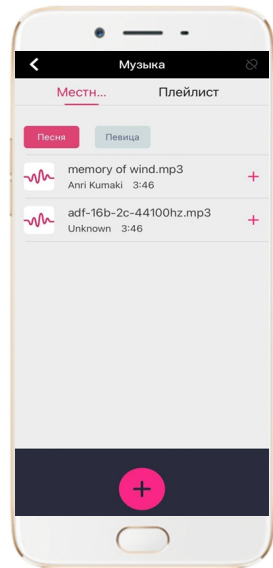 Музыка
Местн... Плейлист
Песня Певица
memory of wind.mp3
Anri Kumaki 3:46
adf-16b-2c-44100hz.mp3
Unknown 3:46